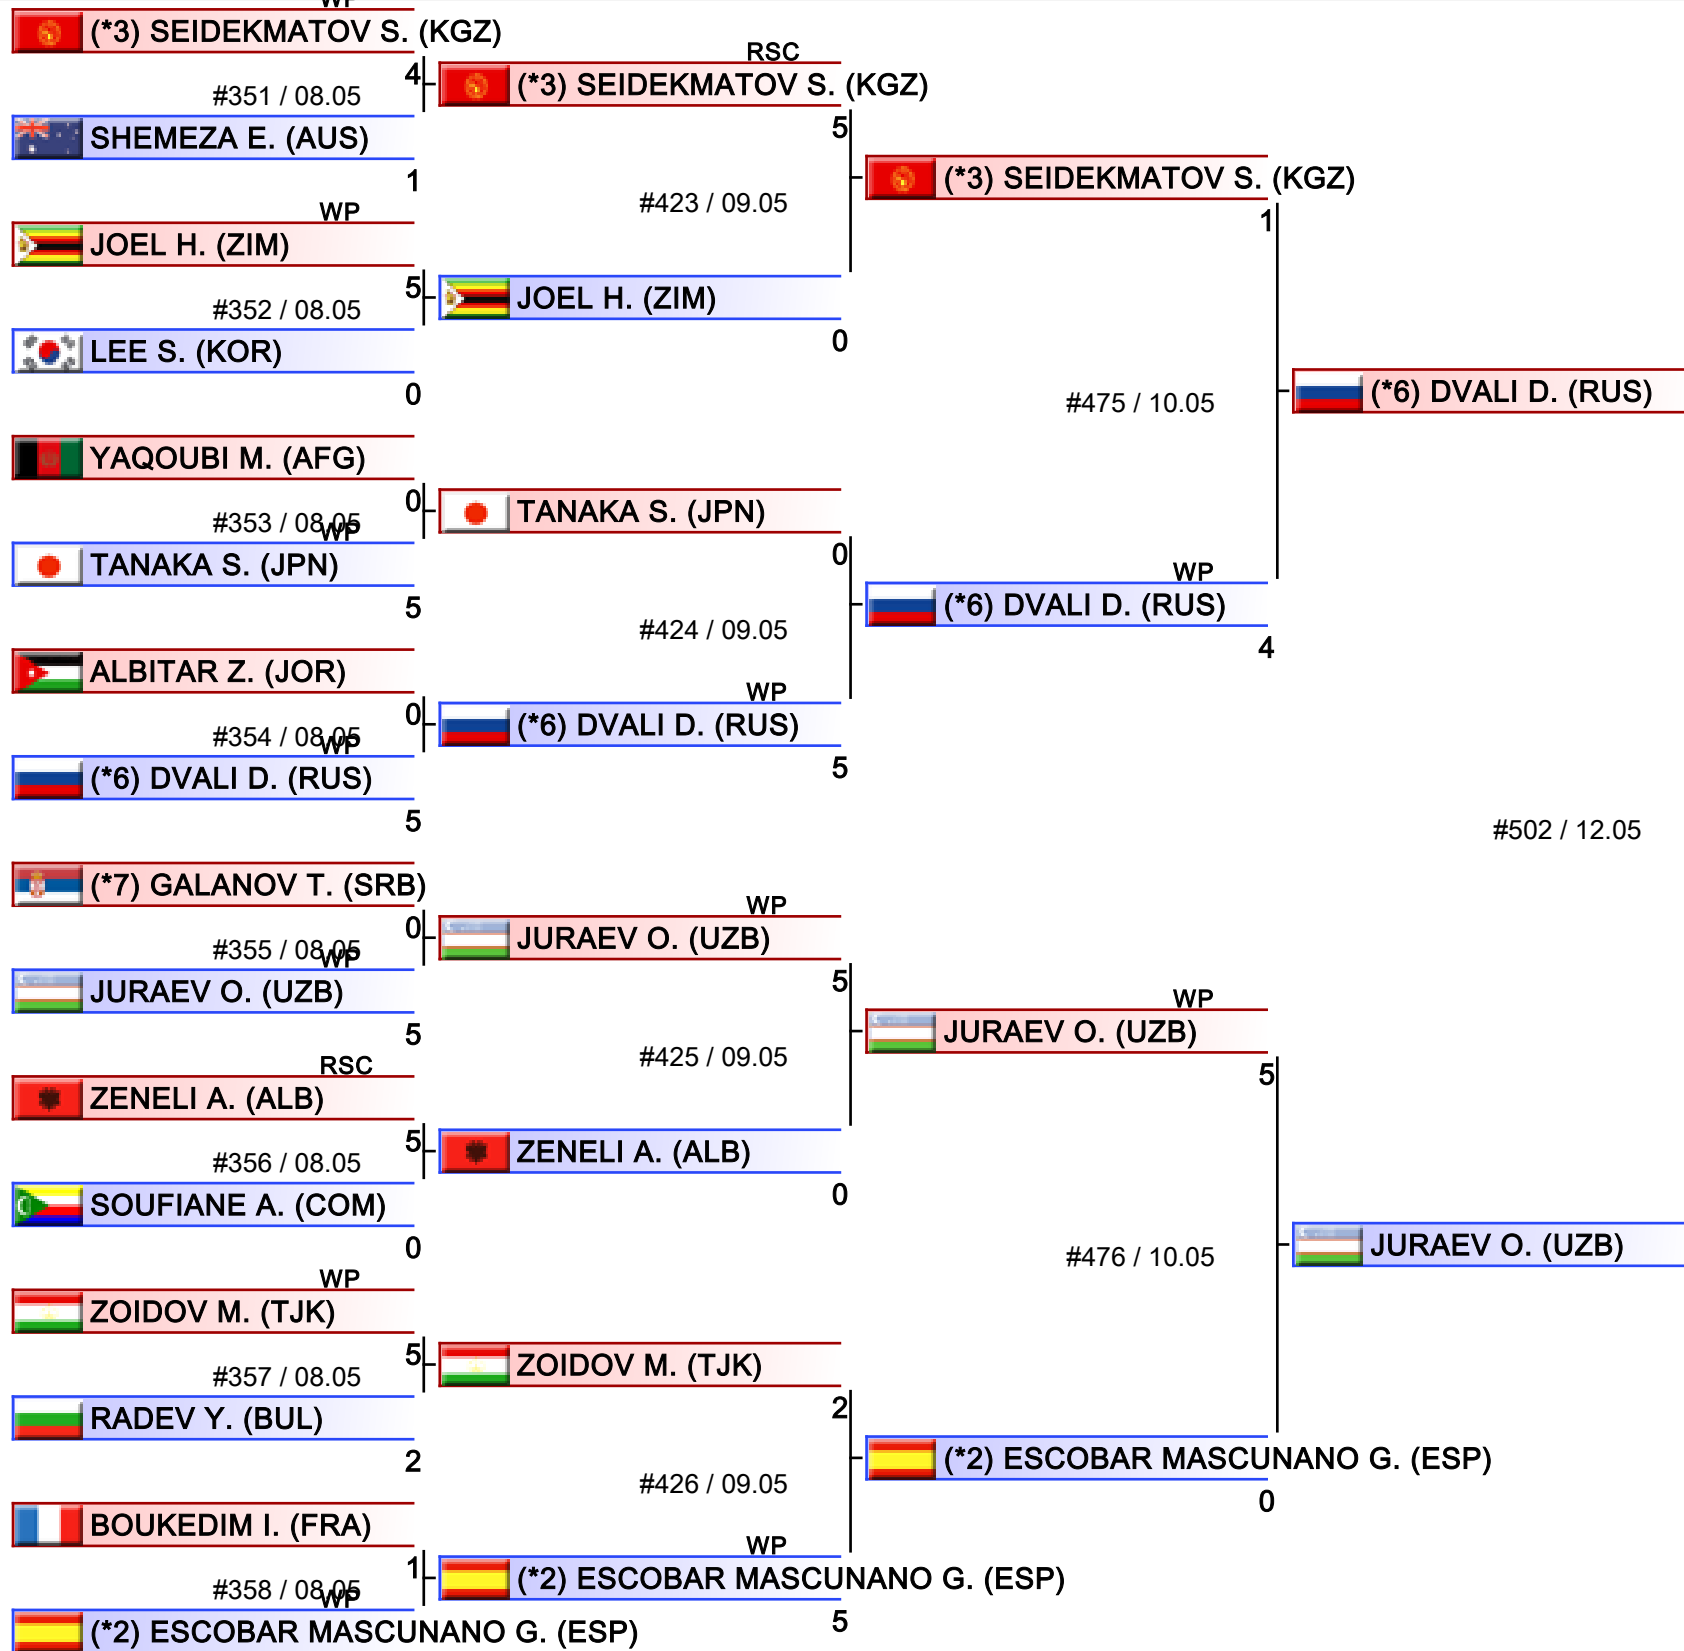 WP
(*3) SEIDEKMATOV S. (KGZ)
4
#351 / 08.05
SHEMEZA E. (AUS)
1
WP
JOEL H. (ZIM)
5
#352 / 08.05
LEE S. (KOR)
0
YAQOUBI M. (AFG)
0
#353 / 08.05
WP
TANAKA S. (JPN)
5
ALBITAR Z. (JOR)
0
#354 / 08.05
WP
(*6) DVALI D. (RUS)
5
(*7) GALANOV T. (SRB)
0
#355 / 08.05
WP
JURAEV O. (UZB)
5
RSC
ZENELI A. (ALB)
5
#356 / 08.05
SOUFIANE A. (COM)
0
WP
ZOIDOV M. (TJK)
5
#357 / 08.05
RADEV Y. (BUL)
2
BOUKEDIM I. (FRA)
1
#358 / 08.05
WP
(*2) ESCOBAR MASCUNANO G. (ESP)
RSC
(*3) SEIDEKMATOV S. (KGZ)
5
#423 / 09.05
JOEL H. (ZIM)
0
TANAKA S. (JPN)
0
#424 / 09.05
WP
(*6) DVALI D. (RUS)
5
WP
JURAEV O. (UZB)
5
#425 / 09.05
ZENELI A. (ALB)
0
ZOIDOV M. (TJK)
2
#426 / 09.05
WP
(*2) ESCOBAR MASCUNANO G. (ESP)
5
(*3) SEIDEKMATOV S. (KGZ)
1
#475 / 10.05
WP
(*6) DVALI D. (RUS)
4
WP
JURAEV O. (UZB)
5
#476 / 10.05
(*2) ESCOBAR MASCUNANO G. (ESP)
0
(*6) DVALI D. (RUS)
#502 / 12.05
JURAEV O. (UZB)